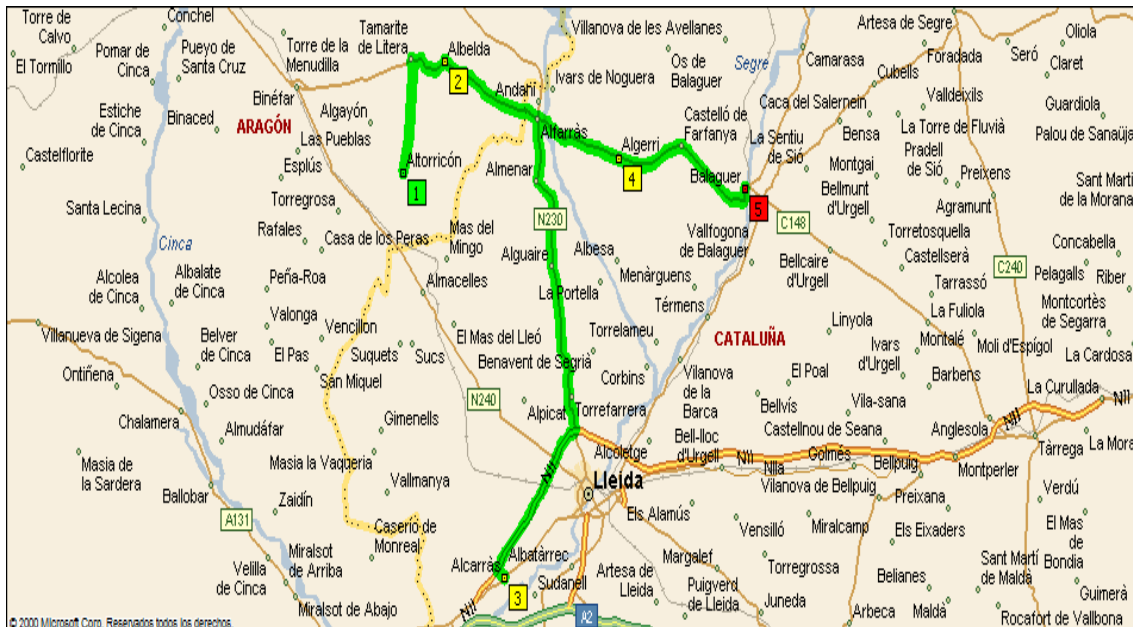 Torre de
Calvo
Conchel
Tamarite
de Litera
Villanova de les Avellanes
Artesa de Segre
Oliola
El Tormillo
Pomar de
Cinca
Pueyo de
Santa Cruz
Torre de la
Menudilla
Albelda
2
Ivars de Noguera
Os de
Balaguer
Segre
Camarasa
Foradada
Seró
Claret
Cubells
Binéfar
Andaní
Estiche
de Cinca
Binaced
ARAGÓN
Algayón
Las Pueblas
Alfarràs
Algerri
4
Castelló de
Farfanya
Caca del Salernein
La Sentiu
de Sió
Valldeixils
Guardiola
Bensa
La Torre de Fluvià
Palou de Sanaüja
Castelflorite
Esplús
Altorricón
1
Almenar
Balaguer
5
Montgai
Pradell
de Sió
Preixens
Bellmunt
d'Urgell
Sant Martí
de la Morana
Santa Lecina
Torregrosa
N230
C148
Agramunt
Cinca
Rafales
Casa de los Peras
Mas del
Mingo
Alguaire
Albesa
Vallfogona
de Balaguer
Torretosquella
Concabella
Castellserà
Alcolea
de Cinca
Albalate
de Cinca
Peña-Roa
Almacelles
Menàrguens
Bellcaire
d'Urgell
C240
Pelagalls
Riber
La Portella
Térmens
Tarrassó
Montcortès
de Segarra
Villanueva de Sigena
Valonga
Vencillon
El Mas del Lleó
Torrelameu
CATALUÑA
Linyola
La Fuliola
Montalé
Belver
de Cinca
El Pas
Suquets
Sucs
Benavent de Segrià
Ivars
d'Urgell
Moli d'Espígol
La Cardosa
Ontiñena
Osso de Cinca
San Miquel
Corbins
Vilanova
de la
Barca
El Poal
Barbens
La Curullada
NII
N240
Chalamera
Gimenells
Alpicat
Torrefarrera
Bellvís
Vila-sana
Almudáfar
Alcoletge
Bell-lloc
d'Urgell
Castellnou de Seana
Anglesola
Tàrrega
La Mora
Masia de
la Sardera
Masia la Vaqueria
NII
NII
NIIa
Golmés
Bellpuig
Montperler
Ballobar
Zaidín
Vallmanya
Lleida
Vilanova de Bellpuig
Preixana
Verdú
A131
Caserio de
Monreal
Els Alamús
Vensilló
Miralcamp
Els Eixaders
El Mas
de
Bondia
Velilla
de Cinca
Miralsot
de Arriba
Alcarràs
3
Albatàrrec
Margalef
Torregrossa
Belianes
Sant Martí
de Maldà
Guimerà
Sudanell
Artesa de
Lleida
Puigverd
de Lleida
Juneda
Miralsot de Abajo
NII
A2
Arbeca
Maldà
Rocafort de Vallbona
© 2000 Microsoft Corp. Reservados todos los derechos.